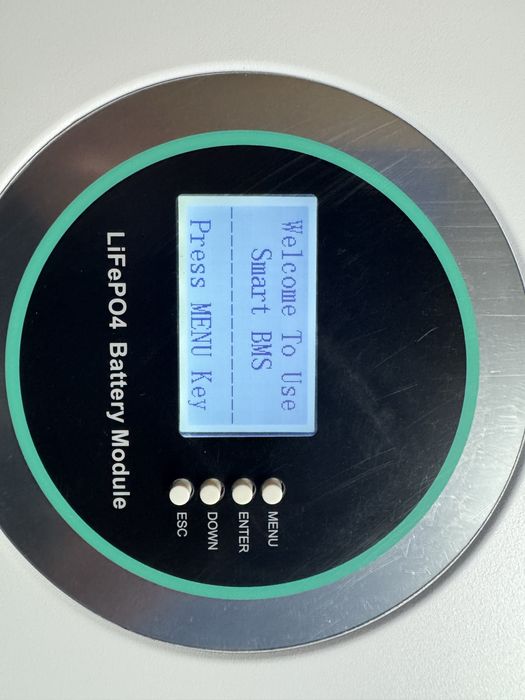 Welcome To Use
Smart BMS
----------------
Press MENU Key
MENU
ENTER
DOWN
ESC
LiFePO4 Battery Module